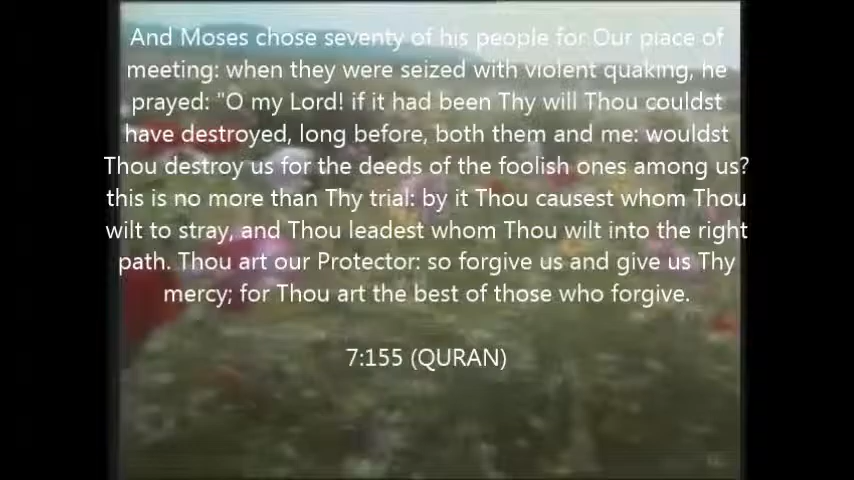 And Moses chose seventy of his people for Our place of
meeting: when they were seized with violent quaking, he
prayed: "O my Lord! if it had been Thy will Thou couldst
have destroyed, long before, both them and me: wouldst
Thou destroy us for the deeds of the foolish ones among us?
this is no more than Thy trial: by it Thou causest whom Thou
wilt to stray, and Thou leadest whom Thou wilt into the right
path. Thou art our Protector: so forgive us and give us Thy
mercy; for Thou art the best of those who forgive.
7:155 (QURAN)